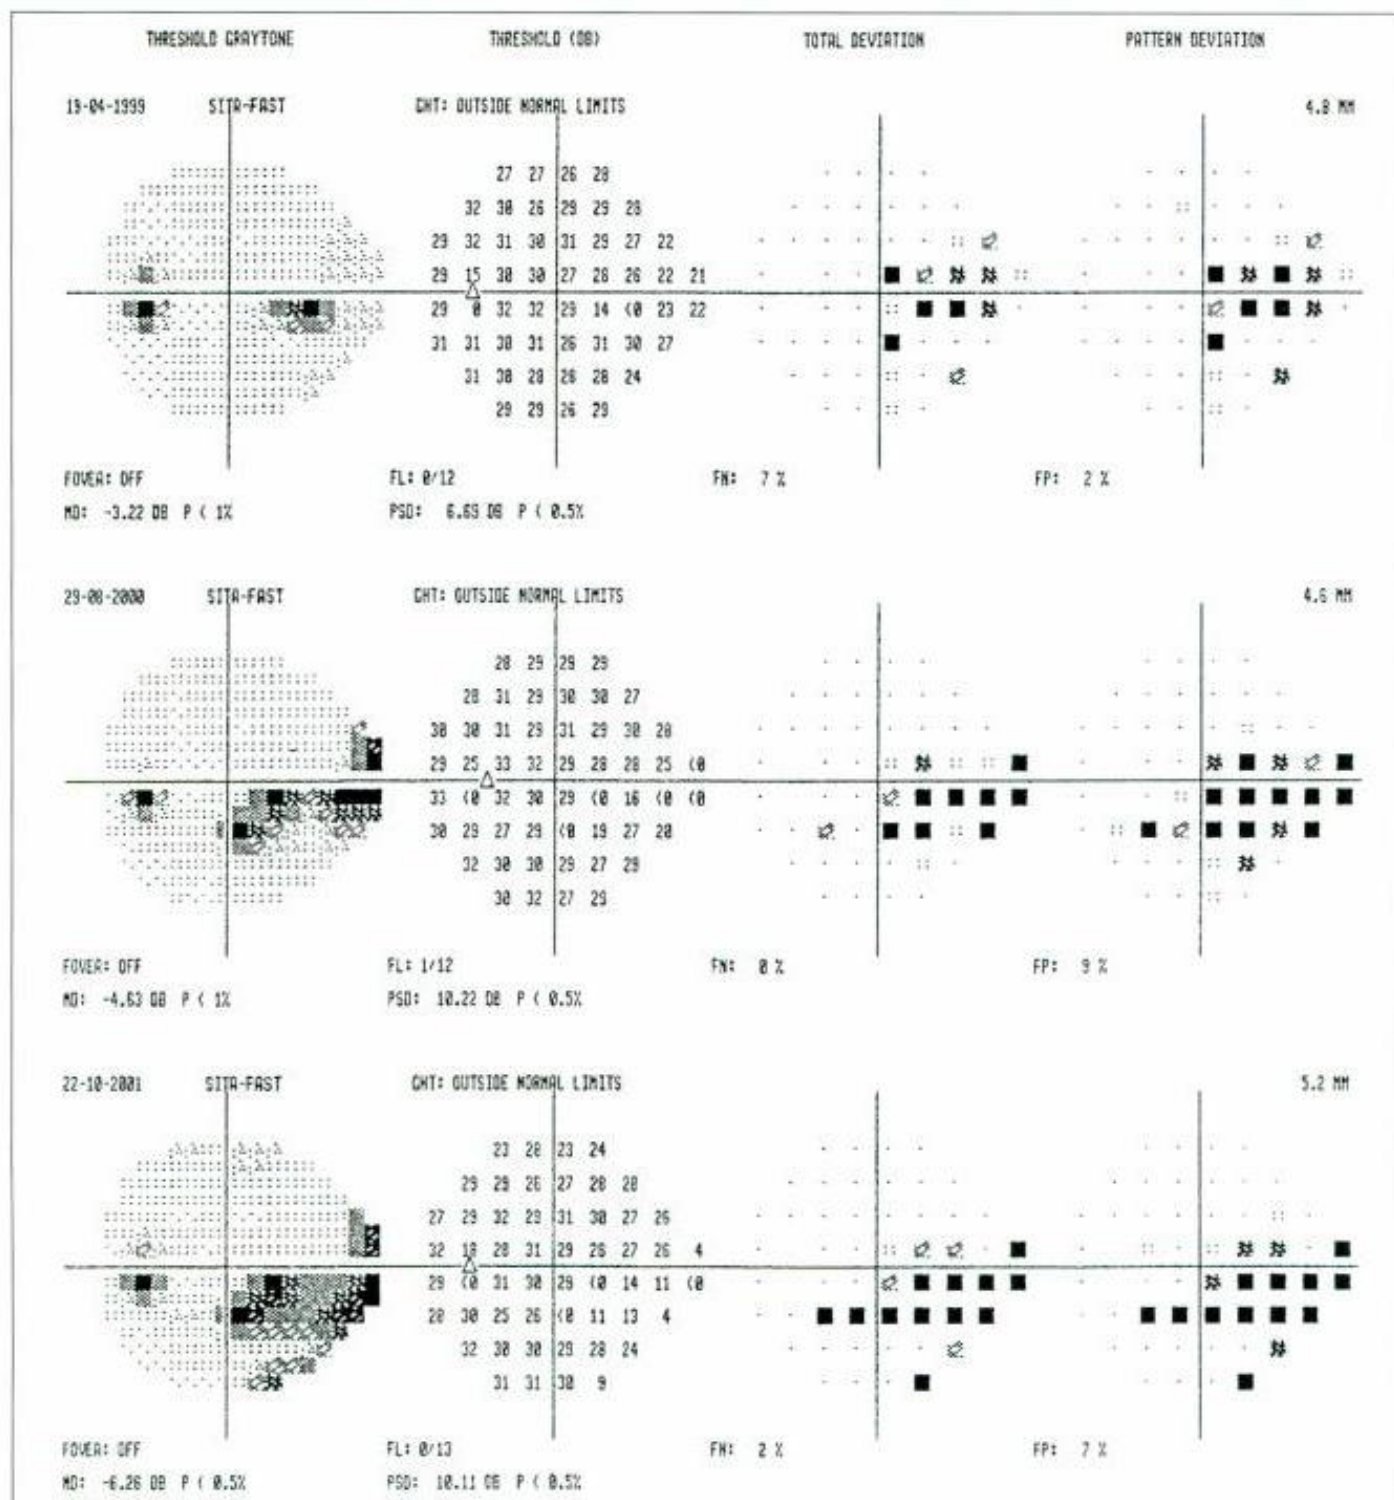 THRESHOLD GRAYTONE THRESHOLD (DB) TOTAL DEVIATION PATTERN DEVIATION
19-04-1999 SITA-FAST GHT: OUTSIDE NORMAL LIMITS 4.8 MM
27 27 26 28
32 30 26 29 29 28
29 32 31 30 31 29 27 22
29 15 30 30 27 28 26 22 21
29 0 32 32 29 14 (0 23 22
31 31 30 31 26 31 30 27
31 30 28 26 28 24
29 29 26 29
FOVEA: OFF FL: 0/12 FN: 7 % FP: 2 %
MD: -3.22 DB P < 1% PSD: 6.69 DB P < 0.5%
29-08-2000 SITA-FAST GHT: OUTSIDE NORMAL LIMITS 4.6 MM
28 29 29 29
28 31 29 30 30 27
30 30 31 29 31 29 30 28
29 25 33 32 29 28 28 25 (0
33 (0 32 30 29 (0 16 (0 (0
30 29 27 29 (0 19 27 20
32 30 30 29 27 29
30 32 27 29
FOVEA: OFF FL: 1/12 FN: 0 % FP: 9 %
MD: -4.63 DB P < 1% PSD: 10.22 DB P < 0.5%
22-10-2001 SITA-FAST GHT: OUTSIDE NORMAL LIMITS 5.2 MM
23 28 23 24
29 29 26 27 28 28
27 29 32 29 31 30 27 26
32 18 28 31 29 26 27 26 4
29 (0 31 30 29 (0 14 11 (0
28 30 25 26 (0 11 13 4
32 30 30 29 28 24
31 31 30 9
FOVEA: OFF FL: 0/13 FN: 2 % FP: 7 %
MD: -6.26 DB P < 0.5% PSD: 10.11 DB P < 0.5%